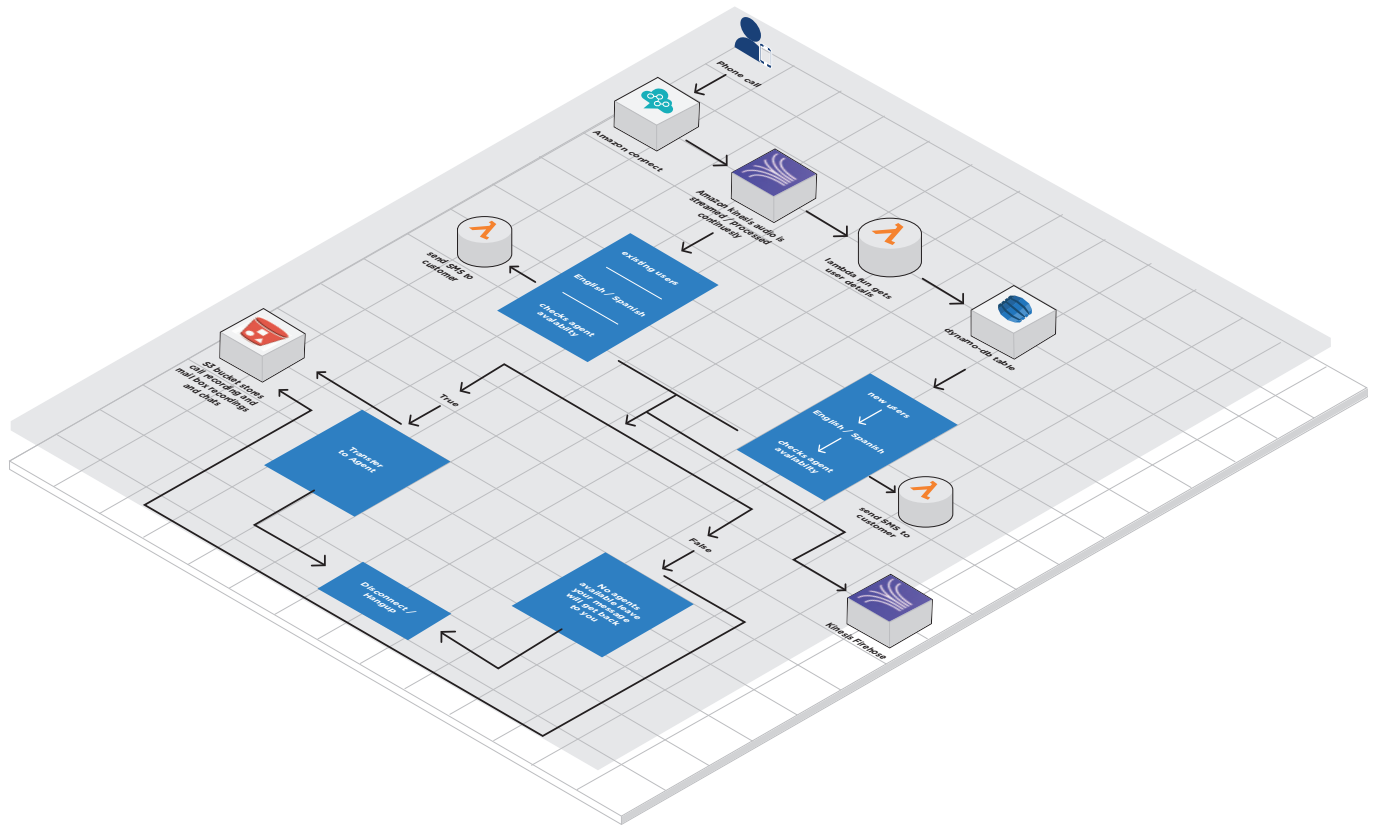 Phone call
Amazon connect
Amazon kinesis audio is
streamed / processed
continuesly
lambda fun gets
user details
dynamo-db table
send SMS to
customer
existing users
English / Spanish
checks agent
availablity
S3 bucket stores
call recording and
mail box recordings
and chats
True
new users
English / Spanish
checks agent
availablity
Transfer
to Agent
send SMS to
customer
False
Disconnect /
Hangup
No agents
available leave
your message
will get back
to you
Kinesis Firehose